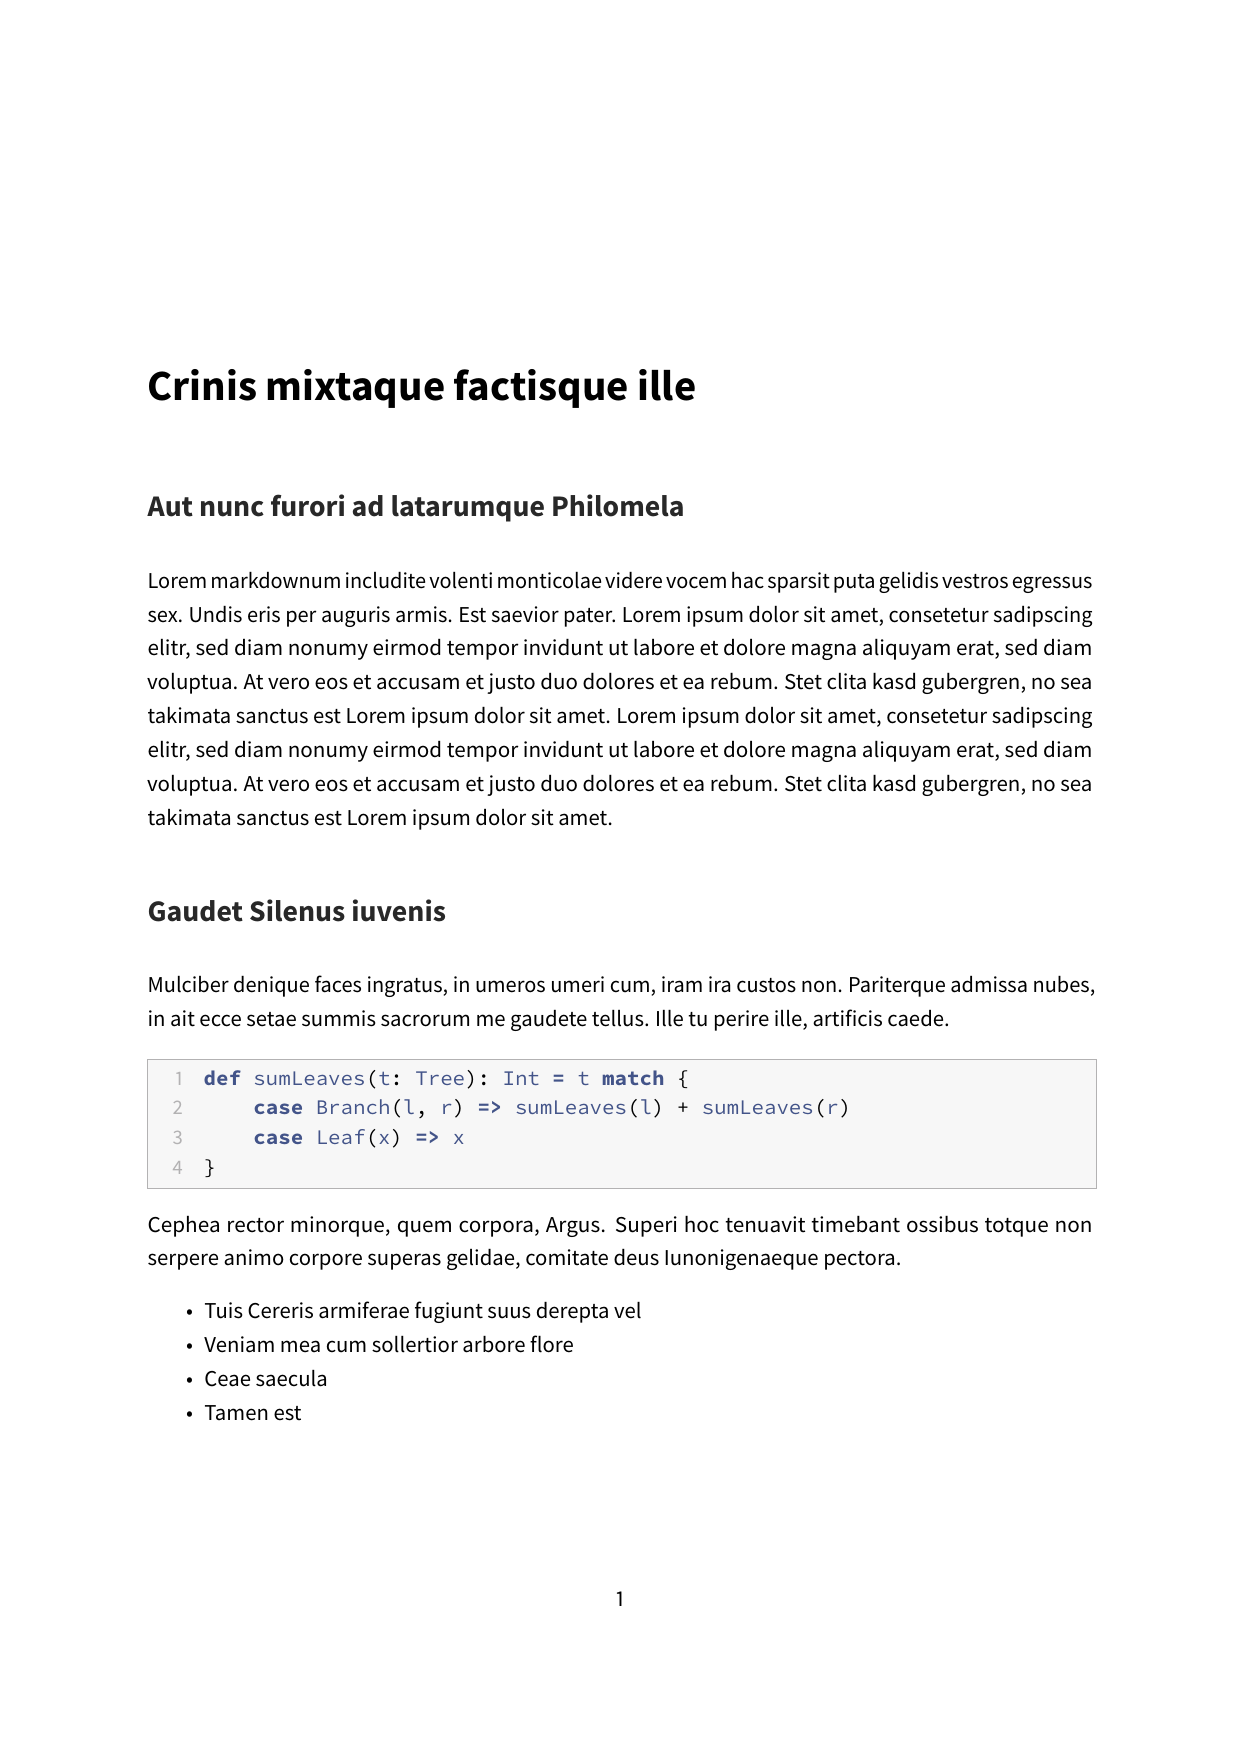 Crinis mixtaque factisque ille
Aut nunc furori ad latarumque Philomela
Lorem markdownum includite volenti monticolae videre vocem hac sparsit puta gelidis vestros egressus
sex. Undis eris per auguris armis. Est saevior pater. Lorem ipsum dolor sit amet, consetetur sadipscing
elitr, sed diam nonumy eirmod tempor invidunt ut labore et dolore magna aliquyam erat, sed diam
voluptua. At vero eos et accusam et justo duo dolores et ea rebum. Stet clita kasd gubergren, no sea
takimata sanctus est Lorem ipsum dolor sit amet. Lorem ipsum dolor sit amet, consetetur sadipscing
elitr, sed diam nonumy eirmod tempor invidunt ut labore et dolore magna aliquyam erat, sed diam
voluptua. At vero eos et accusam et justo duo dolores et ea rebum. Stet clita kasd gubergren, no sea
takimata sanctus est Lorem ipsum dolor sit amet.
Gaudet Silenus iuvenis
Mulciber denique faces ingratus, in umeros umeri cum, iram ira custos non. Pariterque admissa nubes,
in ait ecce setae summis sacrorum me gaudete tellus. Ille tu perire ille, artificis caede.
1 def sumLeaves(t: Tree): Int = t match {
2     case Branch(l, r) => sumLeaves(l) + sumLeaves(r)
3     case Leaf(x) => x
4 }
Cephea rector minorque, quem corpora, Argus. Superi hoc tenuavit timebant ossibus totque non
serpere animo corpore superas gelidae, comitate deus Iunonigenaeque pectora.
• Tuis Cereris armiferae fugiunt suus derepta vel
• Veniam mea cum sollertior arbore flore
• Ceae saecula
• Tamen est
1